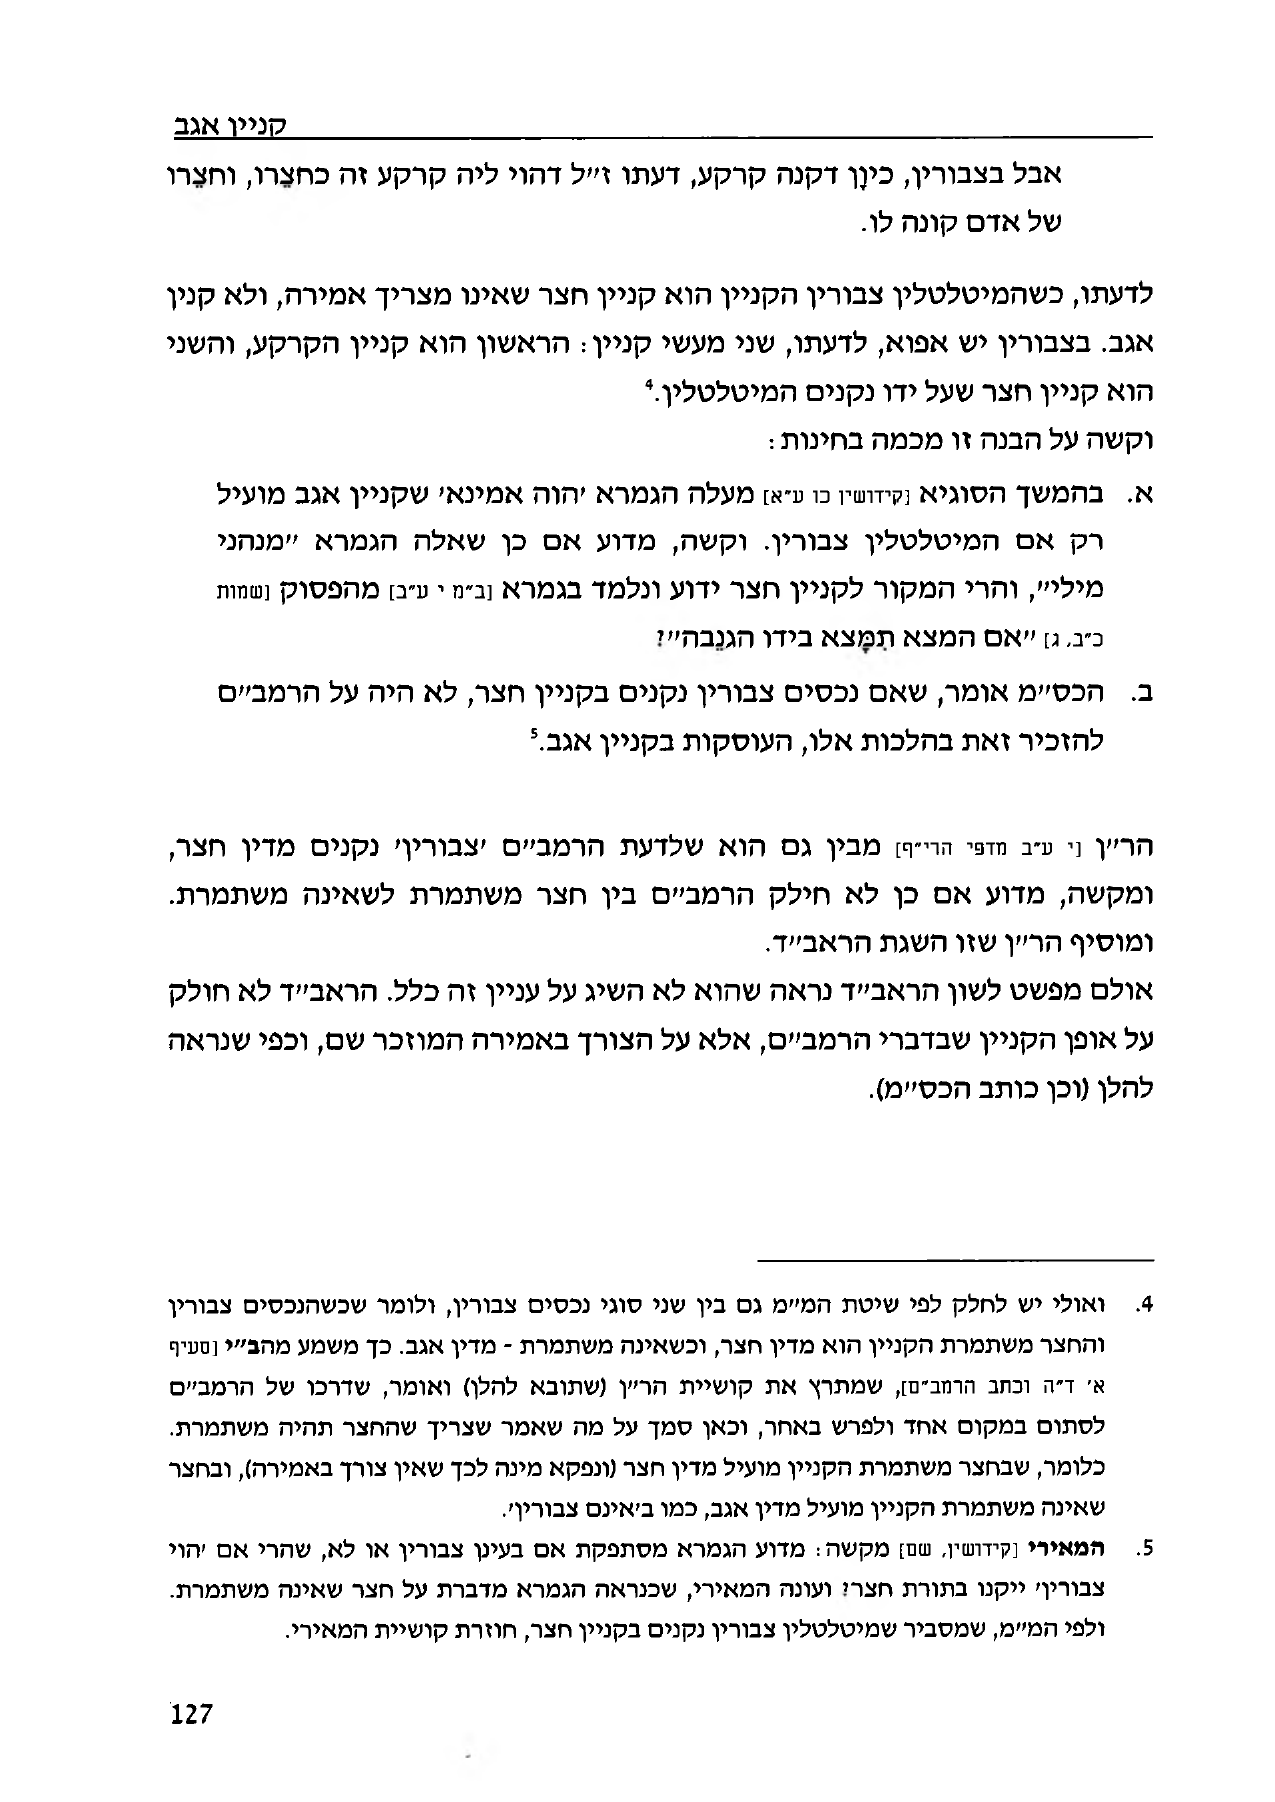 קניין אגב
אבל בצבורין, כיוָן דקנה קרקע, דעתו ז״ל דהוי ליה קרקע זה כחצֵרו, וחצֵרו
של אדם קונה לו.
לדעתו, כשהמיטלטלין צבורין הקניין הוא קניין חצר שאינו מצריך אמירה, ולא קנין
אגב. בצבורין יש אפוא, לדעתו, שני מעשי קניין: הראשון הוא קניין הקרקע, והשני
הוא קניין חצר שעל ידו נקנים המיטלטלין.4
וקשה על הבנה זו מכמה בחינות:
א. בהמשך הסוגיא [קידושין כו ע״א] מעלה הגמרא ׳הוה אמינא׳ שקניין אגב מועיל
רק אם המיטלטלין צבורין. וקשה, מדוע אם כן שאלה הגמרא ״מנהני
מילי״, והרי המקור לקניין חצר ידוע ונלמד בגמרא [ב״מ י ע״ב] מהפסוק [שמות
כ״ב, ג] ״אם המצא תִמָּצא בידו הגנֵבה״?
ב. הכס״מ אומר, שאם נכסים צבורין נקנים בקניין חצר, לא היה על הרמב״ם
להזכיר זאת בהלכות אלו, העוסקות בקניין אגב.5
הר״ן [י ע״ב מדפי הרי״ף] מבין גם הוא שלדעת הרמב״ם ׳צבורין׳ נקנים מדין חצר,
ומקשה, מדוע אם כן לא חילק הרמב״ם בין חצר משתמרת לשאינה משתמרת.
ומוסיף הר״ן שזו השגת הראב״ד.
אולם מפשט לשון הראב״ד נראה שהוא לא השיג על עניין זה כלל. הראב״ד לא חולק
על אופן הקניין שבדברי הרמב״ם, אלא על הצורך באמירה המוזכר שם, וכפי שנראה
להלן (וכן כותב הכס״מ).
4. ואולי יש לחלק לפי שיטת המ״מ גם בין שני סוגי נכסים צבורין, ולומר שכשהנכסים צבורין
והחצר משתמרת הקניין הוא מדין חצר, וכשאינה משתמרת - מדין אגב. כך משמע מהב״י [סעיף
א׳ ד״ה וכתב הרמב״ם], שמתרץ את קושיית הר״ן (שתובא להלן) ואומר, שדרכו של הרמב״ם
לסתום במקום אחד ולפרש באחר, וכאן סמך על מה שאמר שצריך שהחצר תהיה משתמרת.
כלומר, שבחצר משתמרת הקניין מועיל מדין חצר (ונפקא מינה לכך שאין צורך באמירה), ובחצר
שאינה משתמרת הקניין מועיל מדין אגב, כמו ב׳אינם צבורין׳.
5. המאירי [קידושין, שם] מקשה: מדוע הגמרא מסתפקת אם בעינן צבורין או לא, שהרי אם ׳הוי
צבורין׳ ייקנו בתורת חצר? ועונה המאירי, שכנראה הגמרא מדברת על חצר שאינה משתמרת.
ולפי המ״מ, שמסביר שמיטלטלין צבורין נקנים בקניין חצר, חוזרת קושיית המאירי.
127